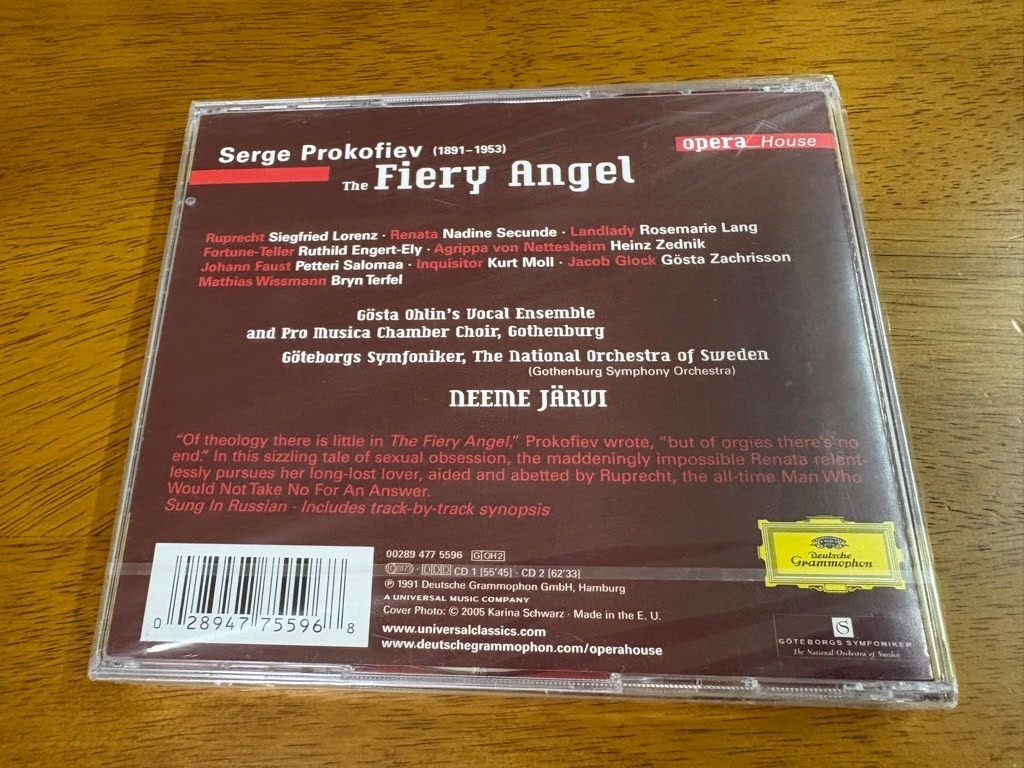 Serge Prokofiev (1891–1953)
opera House
The Fiery Angel
Ruprecht Siegfried Lorenz · Renata Nadine Secunde · Landlady Rosemarie Lang
Fortune-Teller Ruthild Engert-Ely · Agrippa von Nettesheim Heinz Zednik
Johann Faust Petteri Salomaa · Inquisitor Kurt Moll · Jacob Glock Gösta Zachrisson
Mathias Wissmann Bryn Terfel
Gösta Ohlin's Vocal Ensemble
and Pro Musica Chamber Choir, Gothenburg
Göteborgs Symfoniker, The National Orchestra of Sweden
(Gothenburg Symphony Orchestra)
NEEME JÄRVI
“Of theology there is little in The Fiery Angel,” Prokofiev wrote, “but of orgies there's no
end.” In this sizzling tale of sexual obsession, the maddeningly impossible Renata relent-
lessly pursues her long-lost lover, aided and abetted by Ruprecht, the all-time Man Who
Would Not Take No For An Answer.
Sung In Russian · Includes track-by-track synopsis
00289 477 5596 GOH2
DDD CD 1 [55'45] · CD 2 [62'33]
℗ 1991 Deutsche Grammophon GmbH, Hamburg
A UNIVERSAL MUSIC COMPANY
Cover Photo: © 2005 Karina Schwarz · Made in the E. U.
www.universalclassics.com
www.deutschegrammophon.com/operahouse
0 28947 75596 8
Deutsche
Grammophon
GÖTEBORGS SYMFONIKER
The National Orchestra of Sweden